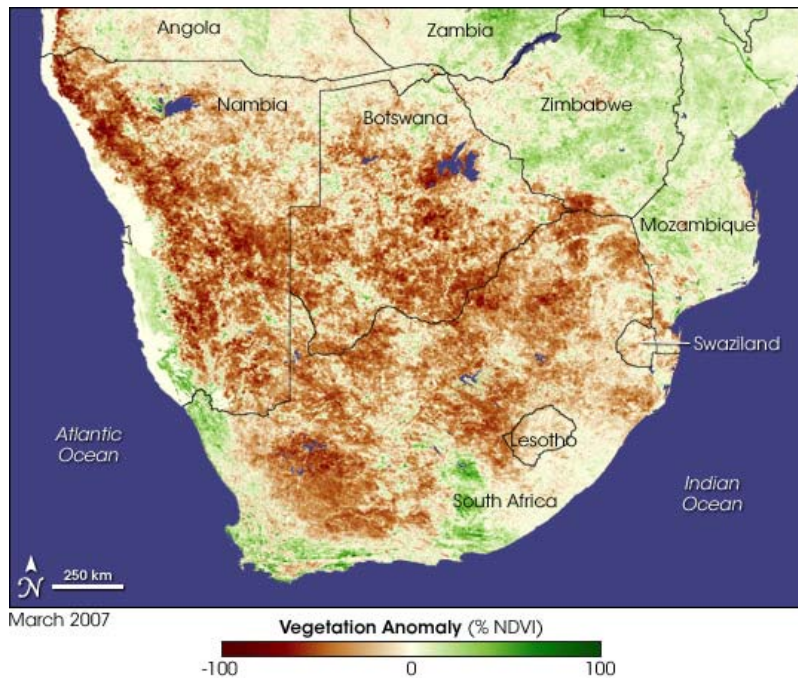 Angola
Zambia
Nambia
Botswana
Zimbabwe
Mozambique
Swaziland
Lesotho
South Africa
Atlantic
Ocean
Indian
Ocean
N
250 km
March 2007
Vegetation Anomaly (% NDVI)
-100 0 100